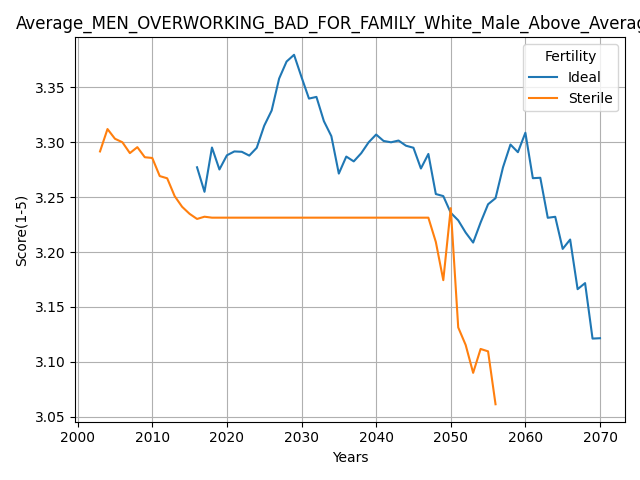 Average_MEN_OVERWORKING_BAD_FOR_FAMILY_White_Male_Above_Averag
Fertility
Ideal
Sterile
3.35
3.30
3.25
3.20
3.15
3.10
3.05
Score(1-5)
2000 2010 2020 2030 2040 2050 2060 2070
Years